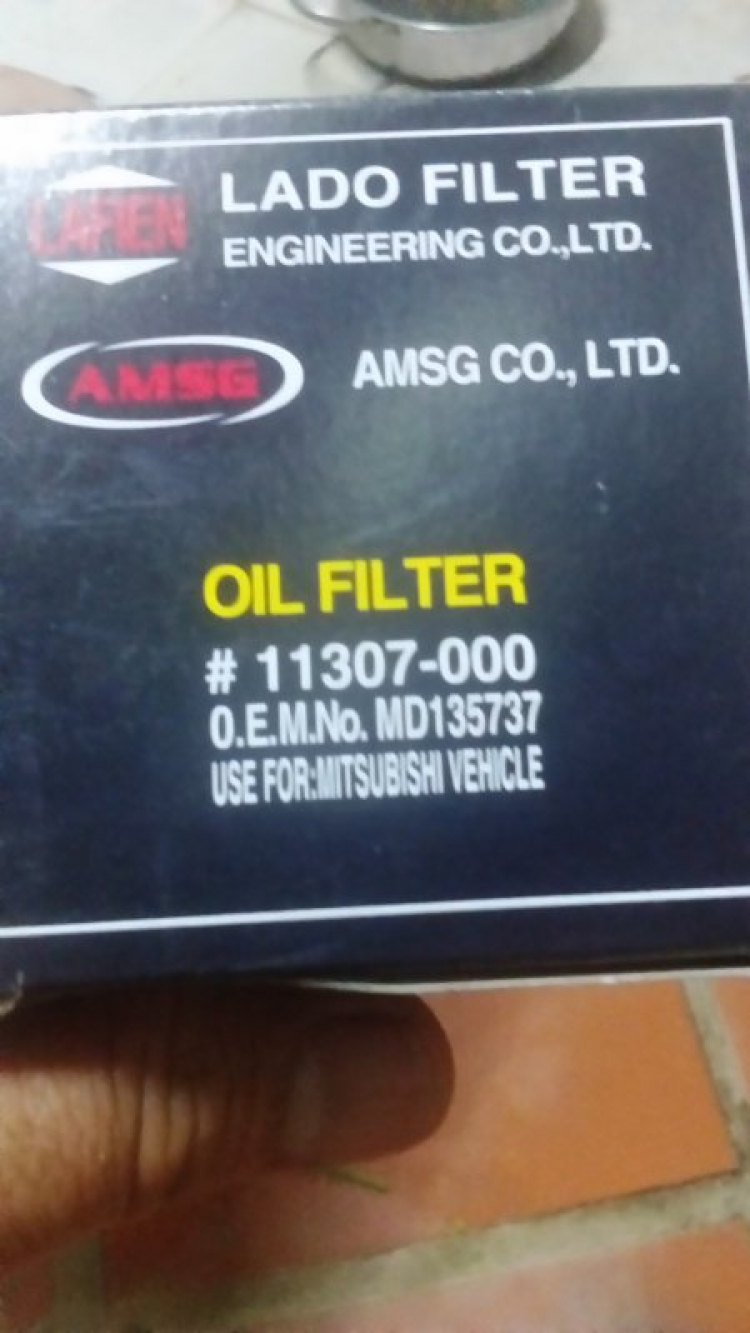 LAFIEN
LADO FILTER
ENGINEERING CO.,LTD.
AMSG
AMSG CO., LTD.
OIL FILTER
# 11307-000
O.E.M.No. MD135737
USE FOR:MITSUBISHI VEHICLE